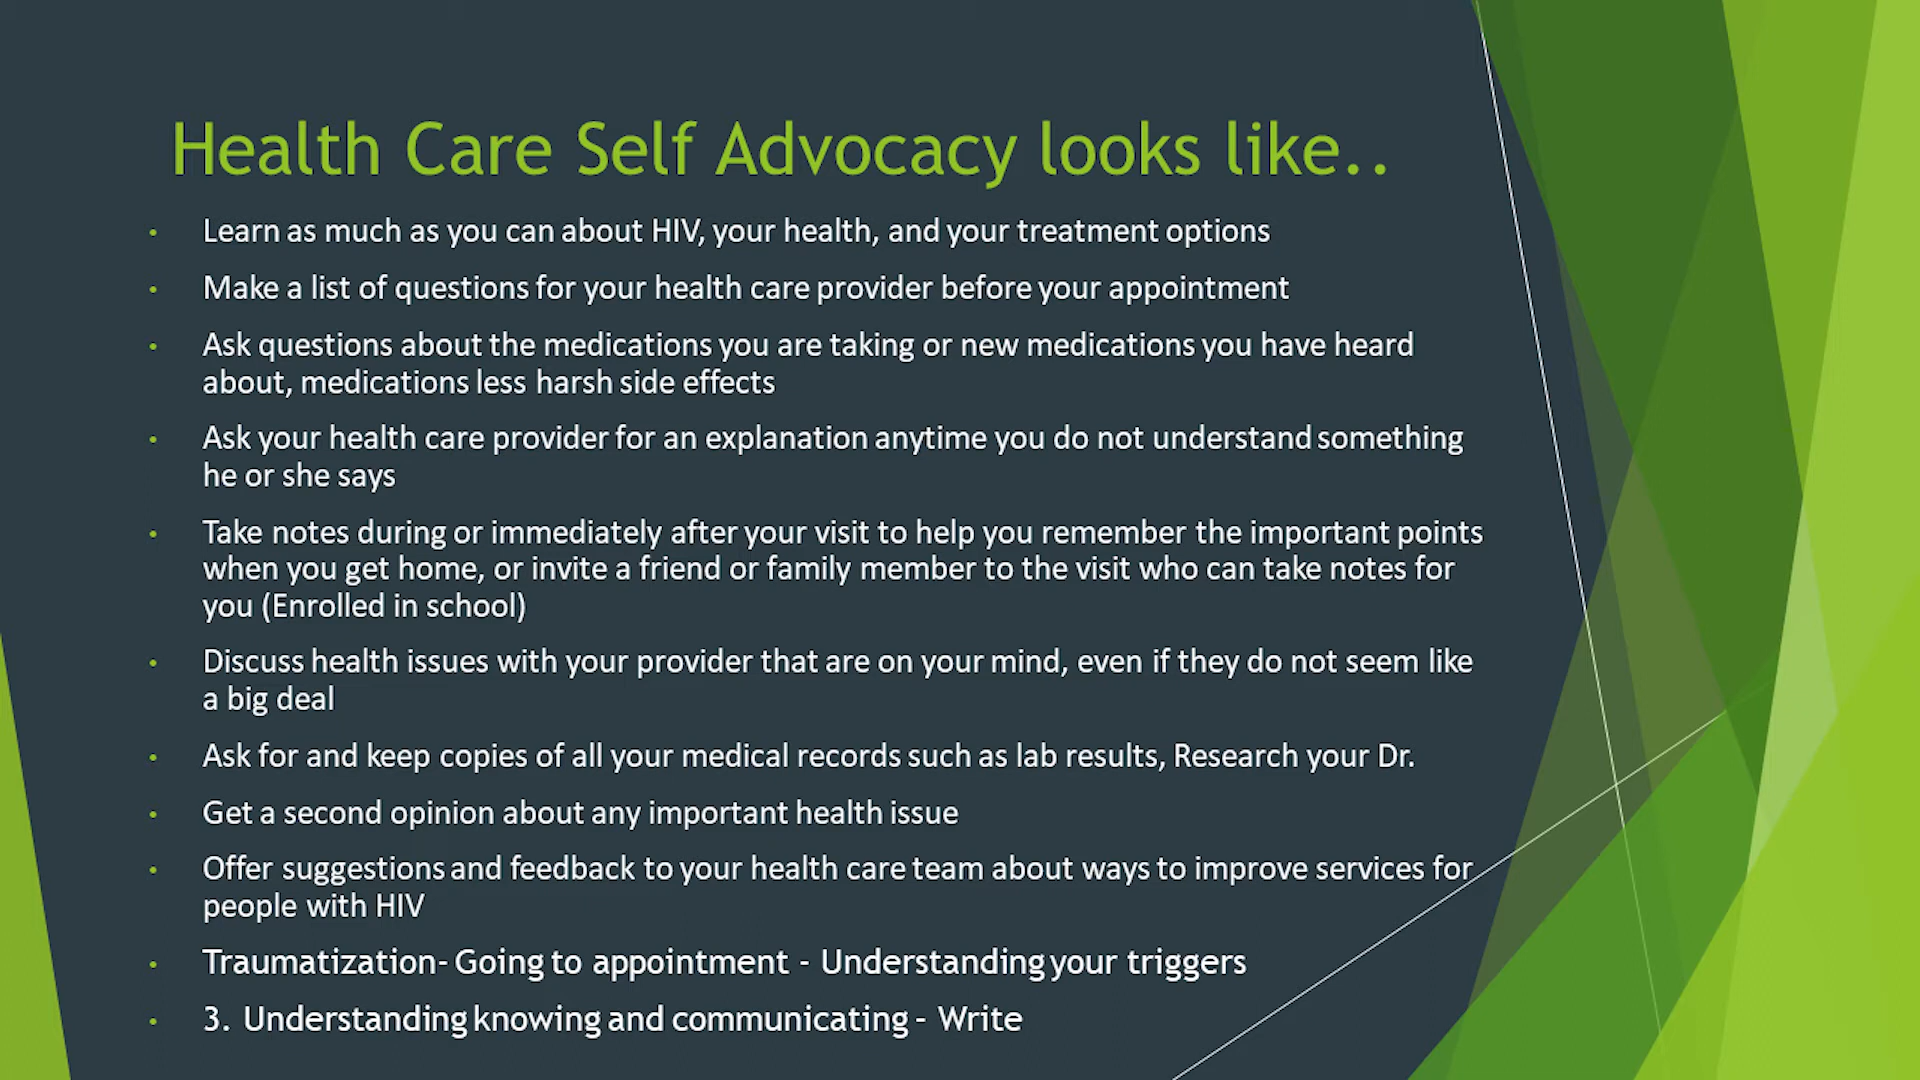 Health Care Self Advocacy looks like..
• Learn as much as you can about HIV, your health, and your treatment options
• Make a list of questions for your health care provider before your appointment
• Ask questions about the medications you are taking or new medications you have heard
about, medications less harsh side effects
• Ask your health care provider for an explanation anytime you do not understand something
he or she says
• Take notes during or immediately after your visit to help you remember the important points
when you get home, or invite a friend or family member to the visit who can take notes for
you (Enrolled in school)
• Discuss health issues with your provider that are on your mind, even if they do not seem like
a big deal
• Ask for and keep copies of all your medical records such as lab results, Research your Dr.
• Get a second opinion about any important health issue
• Offer suggestions and feedback to your health care team about ways to improve services for
people with HIV
• Traumatization- Going to appointment - Understanding your triggers
• 3. Understanding knowing and communicating - Write